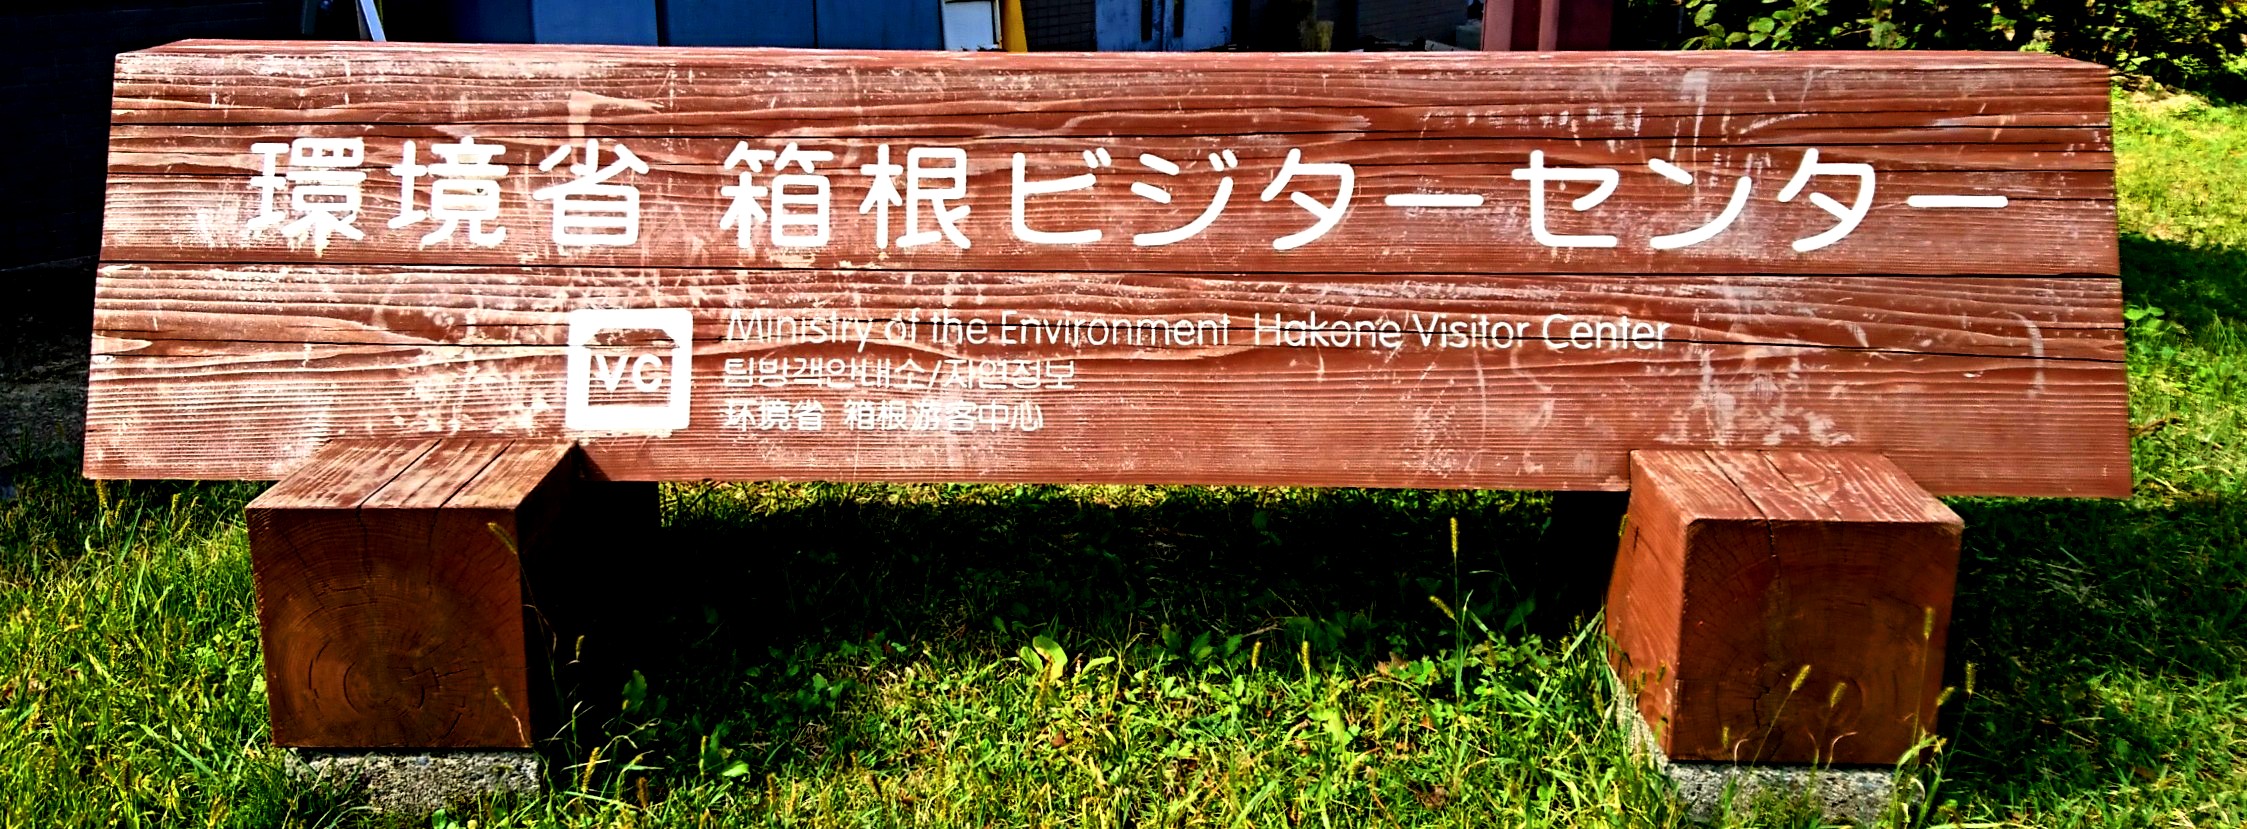 環境省 箱根ビジターセンター
VC
Ministry of the Environment Hakone Visitor Center
탐방객안내소/자연정보
环境省 箱根游客中心